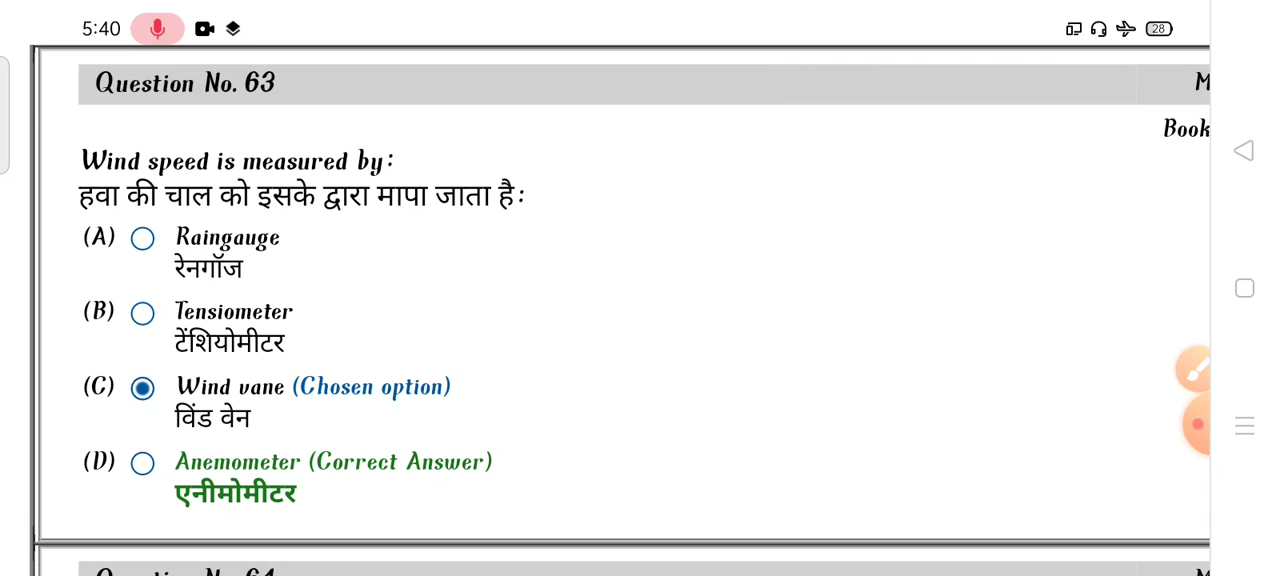 5:40
28
Question No. 63
Book
Wind speed is measured by:
हवा की चाल को इसके द्वारा मापा जाता है:
(A) Raingauge
रेनगॉज
(B) Tensiometer
टेंशियोमीटर
(C) Wind vane (Chosen option)
विंड वेन
(D) Anemometer (Correct Answer)
एनीमोमीटर